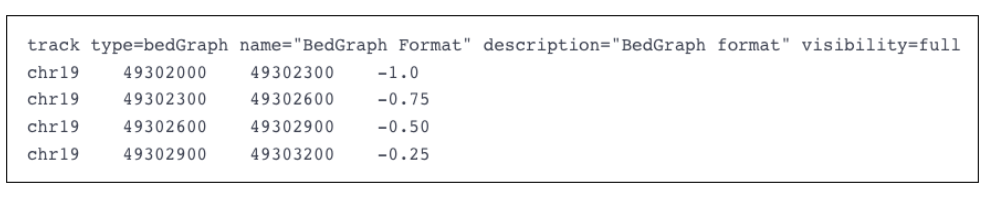 track type=bedGraph name="BedGraph Format" description="BedGraph format" visibility=full
chr19    49302000    49302300    -1.0
chr19    49302300    49302600    -0.75
chr19    49302600    49302900    -0.50
chr19    49302900    49303200    -0.25